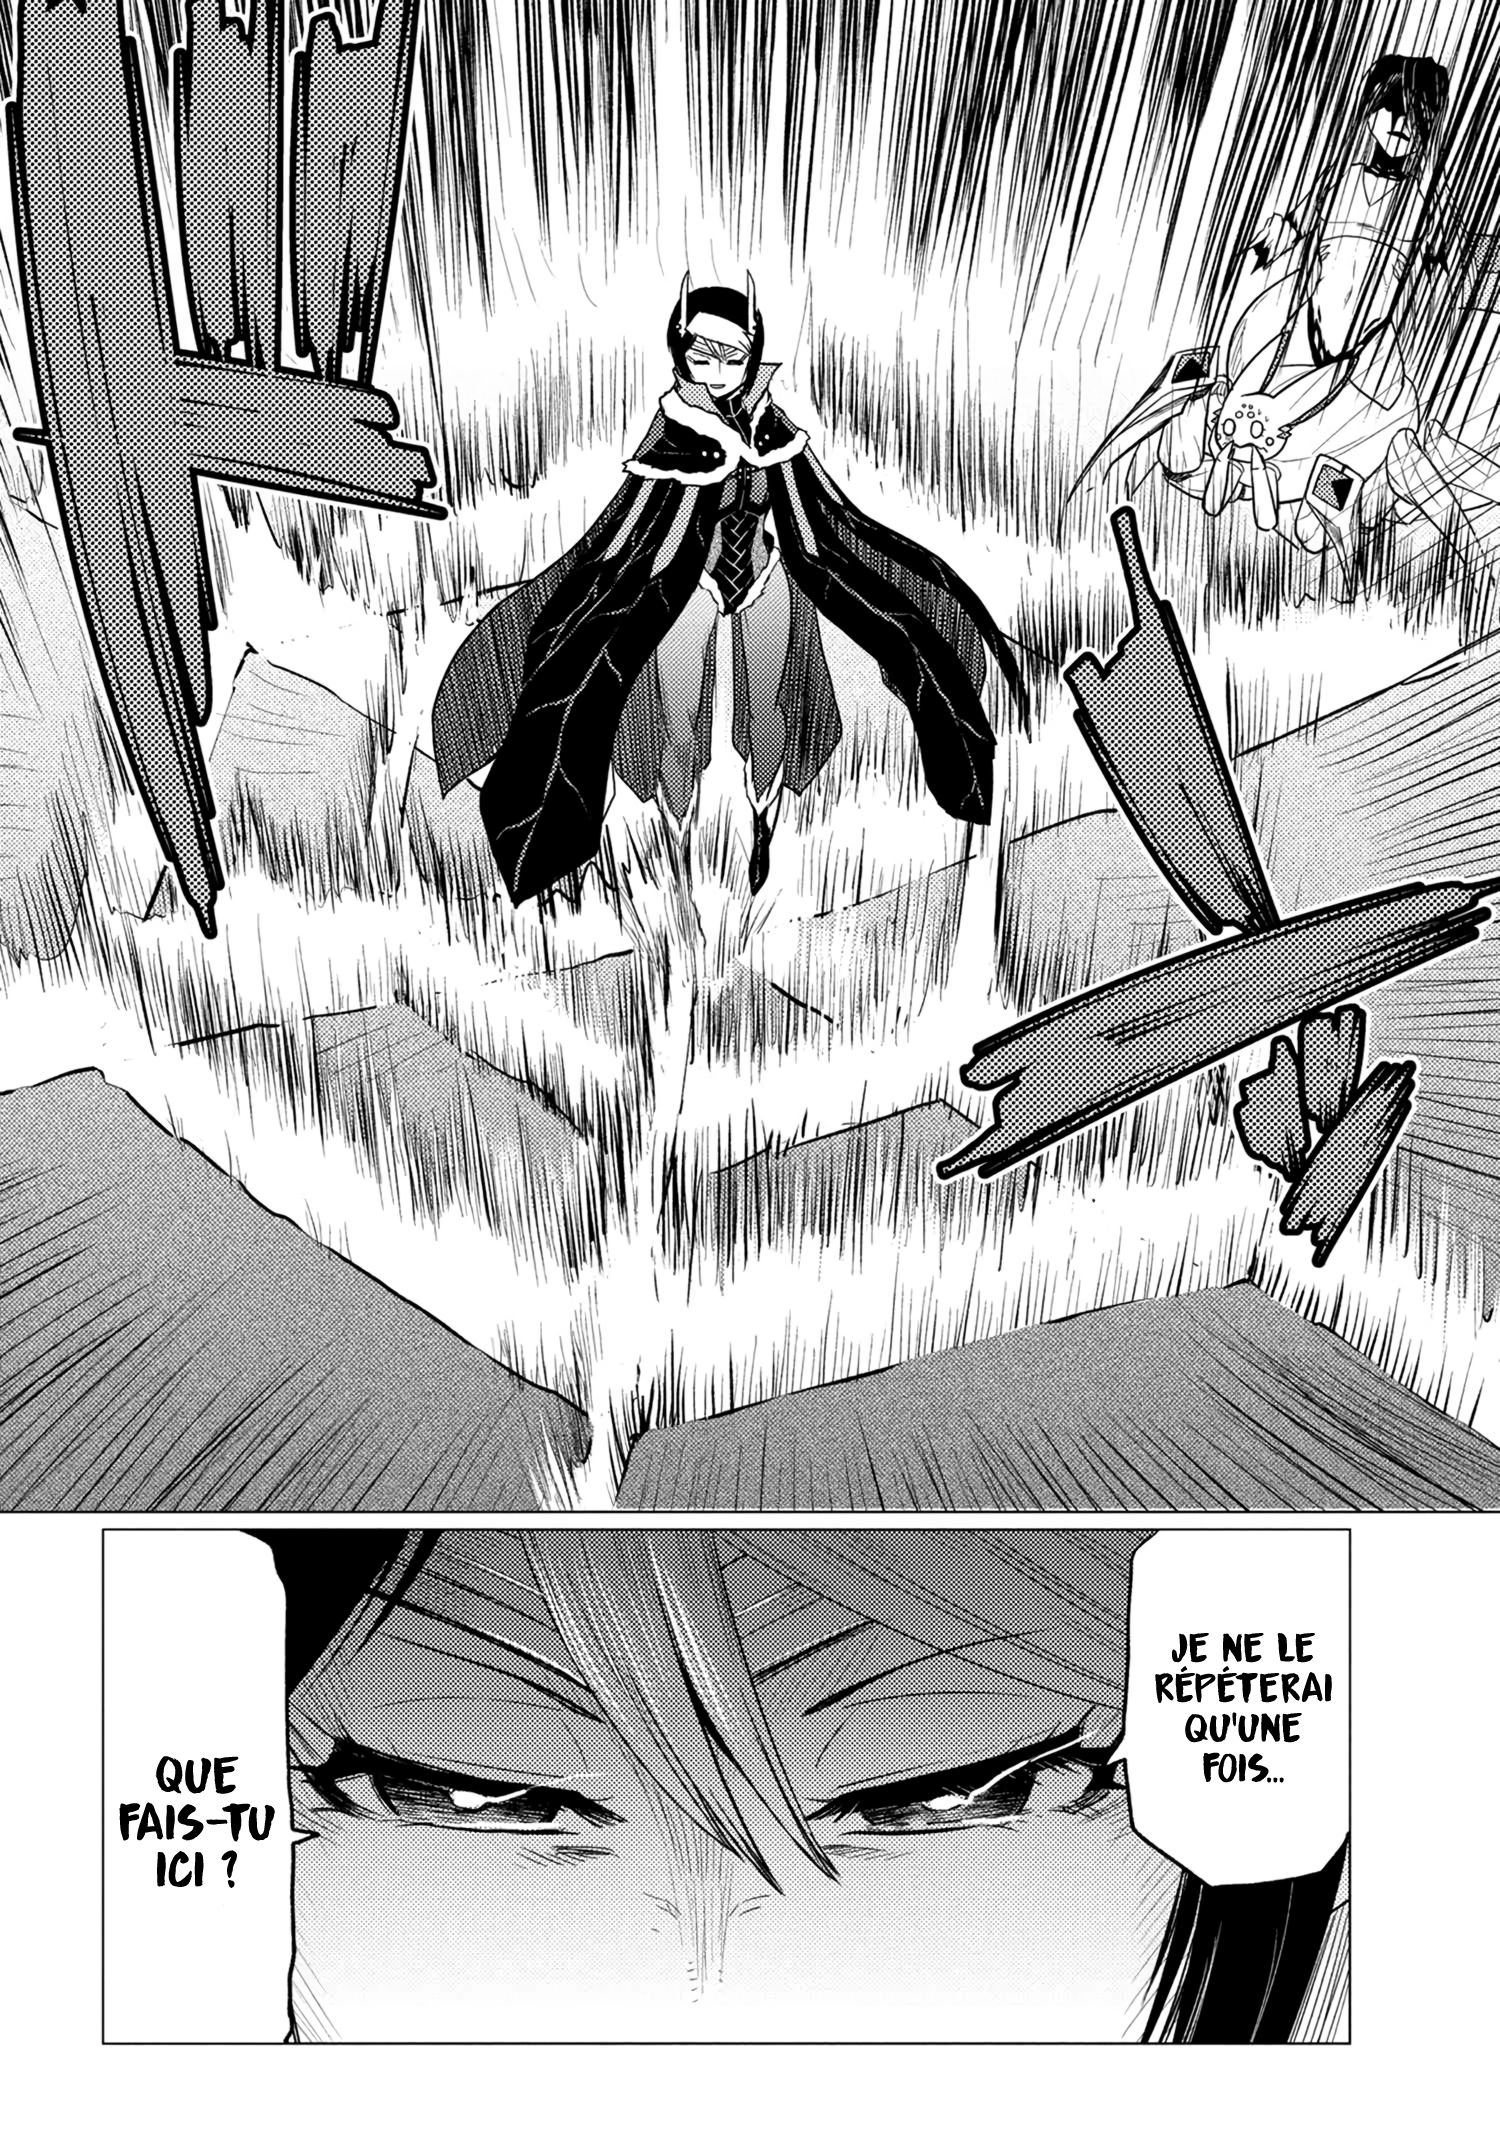 JE NE LE
RÉPÉTERAI
QU'UNE
FOIS...
QUE
FAIS-TU
ICI ?